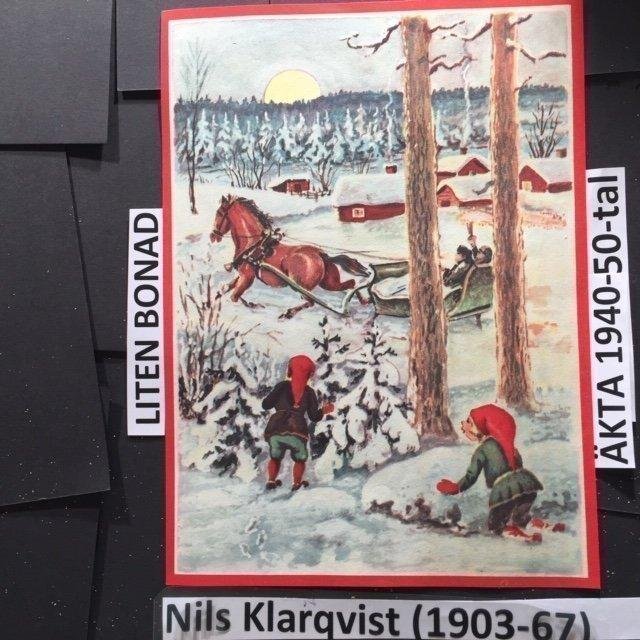 LITEN BONAD
ÄKTA 1940-50-tal
Nils Klarqvist (1903-67)